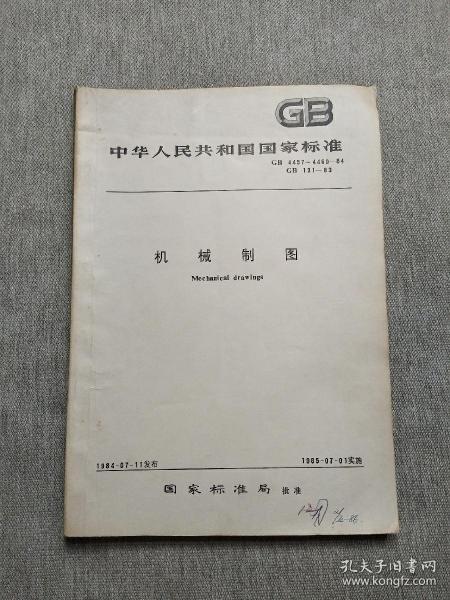 GB
中华人民共和国国家标准
GB 4457~4460—84
GB 131—83
机械制图
Mechanical drawings
1984-07-11发布
1985-07-01实施
国家标准局 批准
孔夫子旧书网
www.kongfz.com